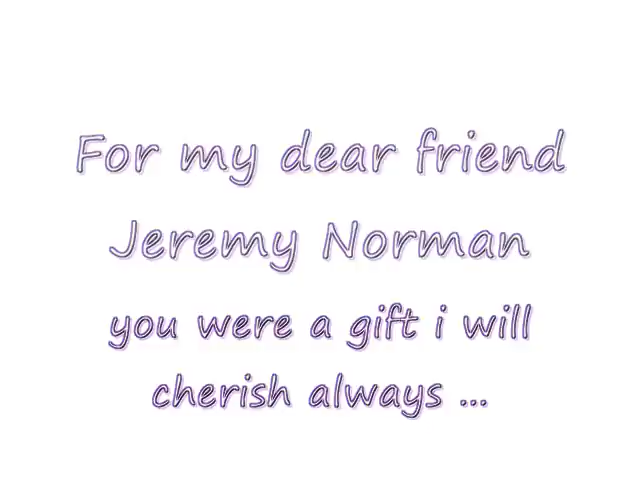 For my dear friend
Jeremy Norman
you were a gift i will
cherish always ...